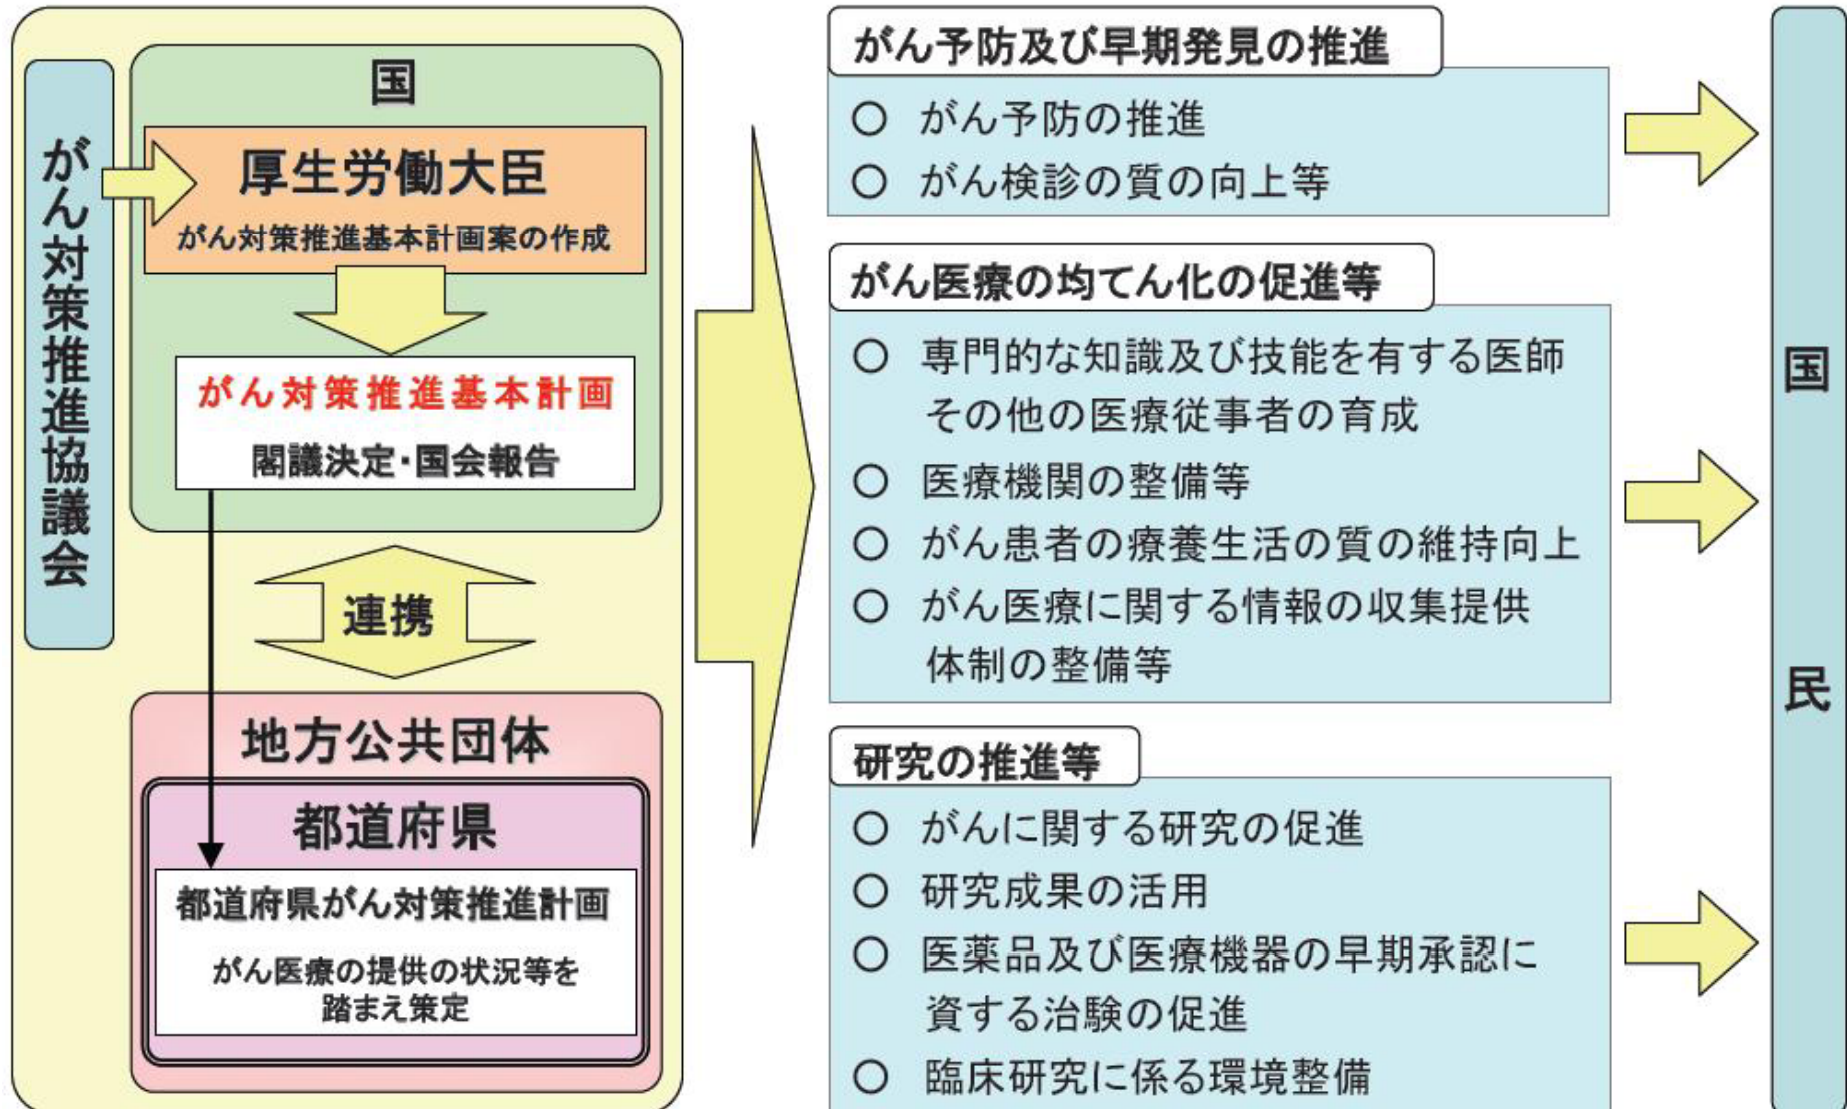 がん対策推進協議会
国
厚生労働大臣
がん対策推進基本計画案の作成
がん対策推進基本計画
閣議決定・国会報告
連携
地方公共団体
都道府県
都道府県がん対策推進計画
がん医療の提供の状況等を
踏まえ策定
がん予防及び早期発見の推進
○ がん予防の推進
○ がん検診の質の向上等
がん医療の均てん化の促進等
○ 専門的な知識及び技能を有する医師
その他の医療従事者の育成
○ 医療機関の整備等
○ がん患者の療養生活の質の維持向上
○ がん医療に関する情報の収集提供
体制の整備等
研究の推進等
○ がんに関する研究の促進
○ 研究成果の活用
○ 医薬品及び医療機器の早期承認に
資する治験の促進
○ 臨床研究に係る環境整備
国民